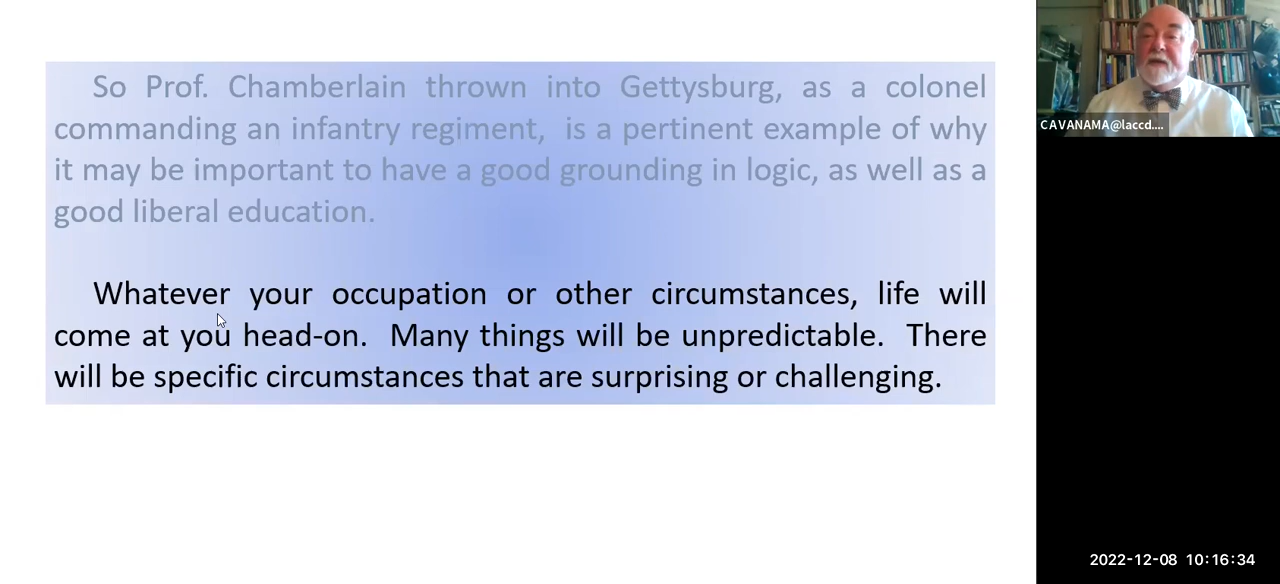 So Prof. Chamberlain thrown into Gettysburg, as a colonel
commanding an infantry regiment,  is a pertinent example of why
it may be important to have a good grounding in logic, as well as a
good liberal education.
Whatever your occupation or other circumstances, life will
come at you head-on.  Many things will be unpredictable.  There
will be specific circumstances that are surprising or challenging.
CAVANAMA@laccd....
2022-12-08 10:16:34